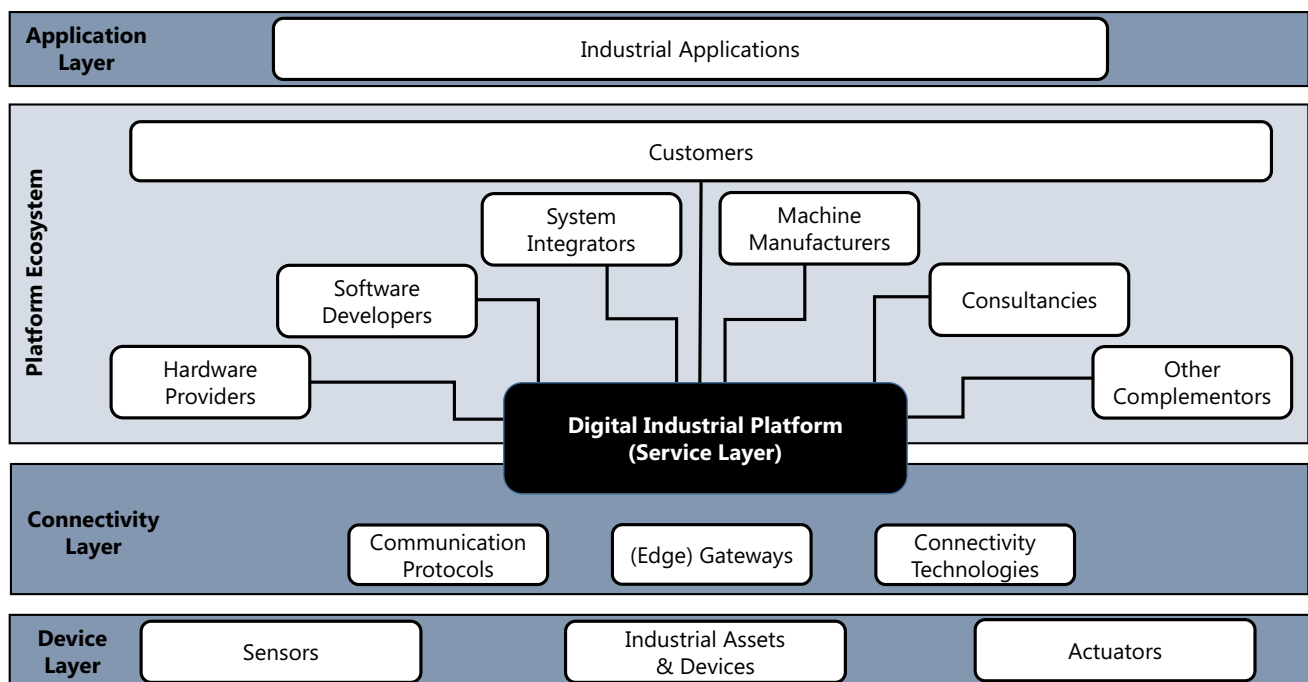 Application
Layer
Industrial Applications
Platform Ecosystem
Customers
System
Integrators
Machine
Manufacturers
Software
Developers
Consultancies
Hardware
Providers
Other
Complementors
Digital Industrial Platform
(Service Layer)
Connectivity
Layer
Communication
Protocols
(Edge) Gateways
Connectivity
Technologies
Device
Layer
Sensors
Industrial Assets
& Devices
Actuators